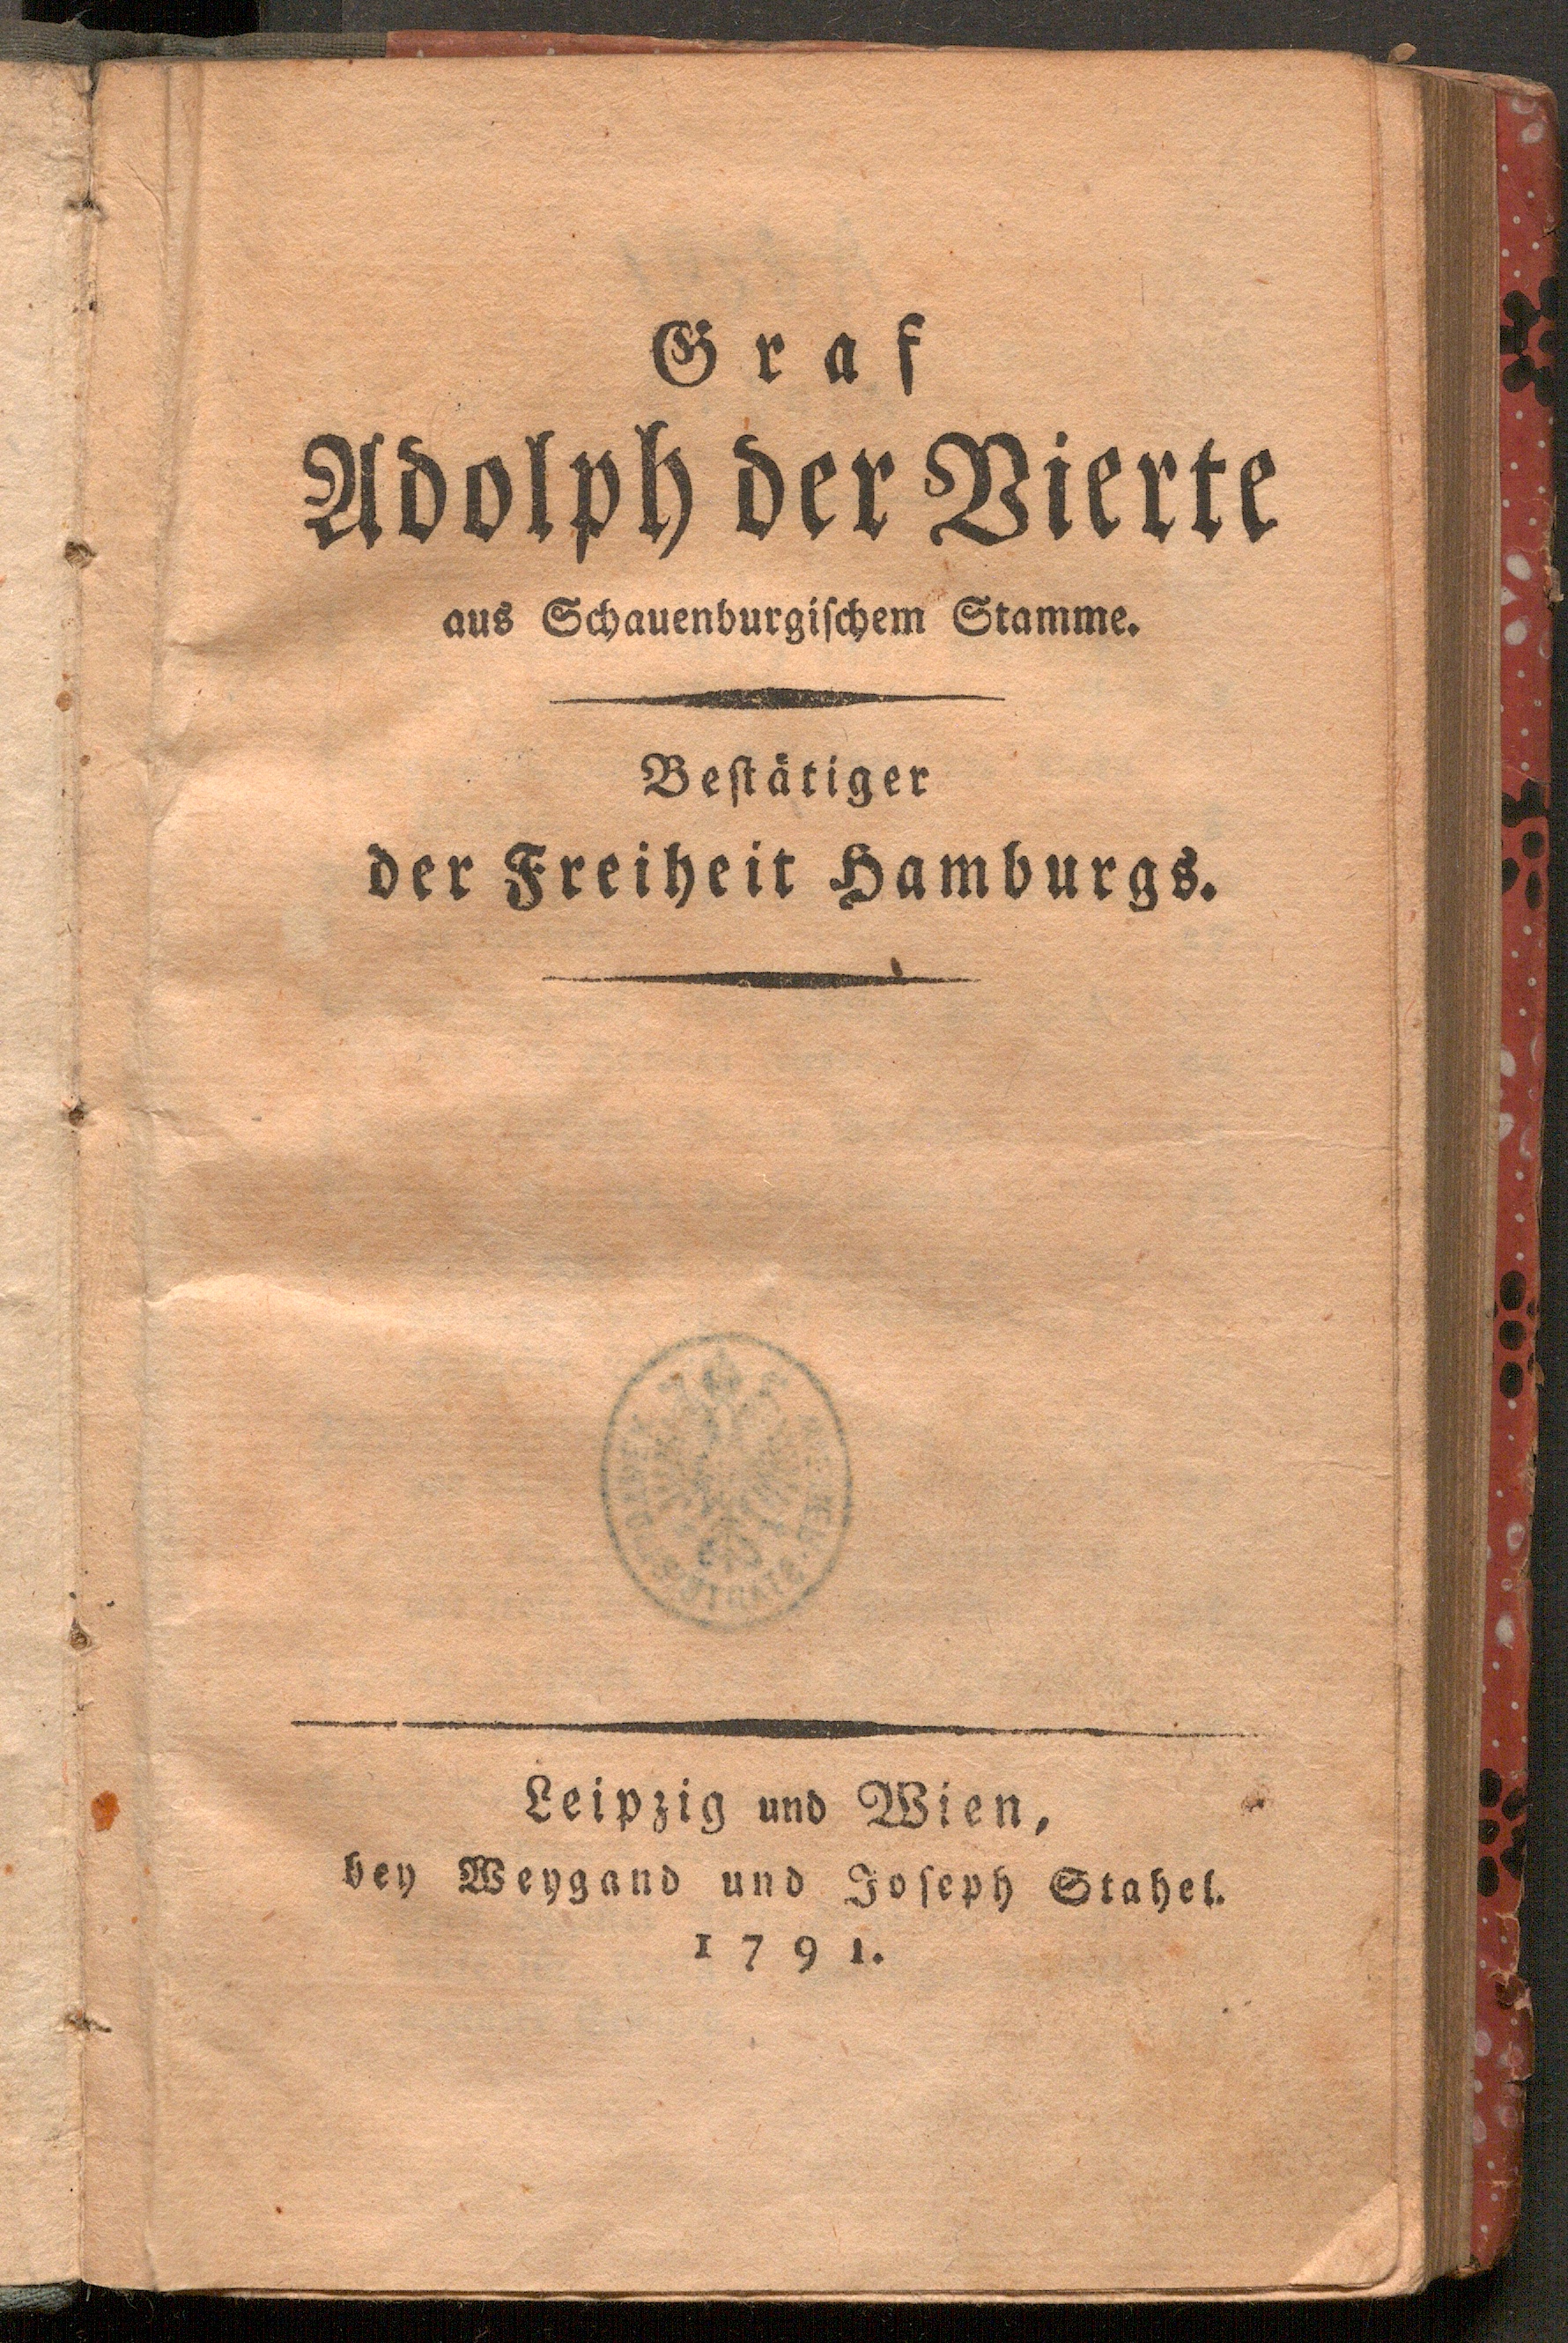 Graf
Adolph der Vierte
aus Schauenburgiſchem Stamme.
Beſtätiger
der Freiheit Hamburgs.
Leipzig und Wien,
bey Weygand und Joſeph Stahel.
1791.